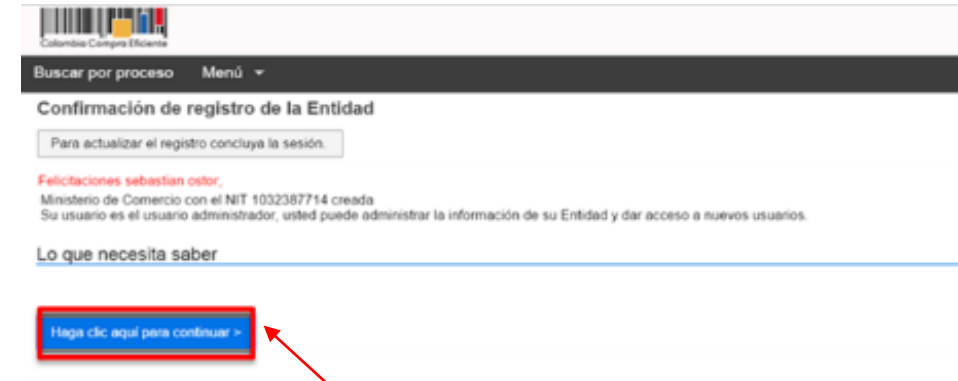 Colombia Compra Eficiente
Buscar por proceso Menú
Confirmación de registro de la Entidad
Para actualizar el registro concluya la sesión.
Felicitaciones sebastian ostor,
Ministerio de Comercio con el NIT 1032387714 creada
Su usuario es el usuario administrador, usted puede administrar la información de su Entidad y dar acceso a nuevos usuarios.
Lo que necesita saber
Haga clic aquí para continuar >